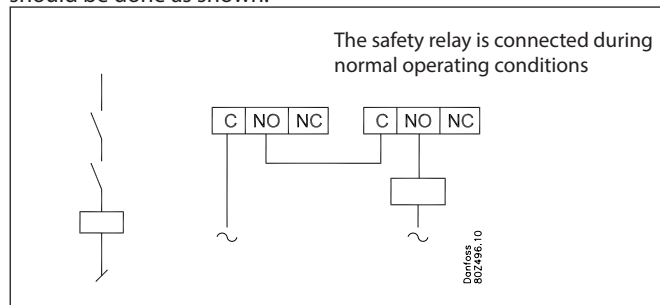 should be done as shown:
The safety relay is connected during
normal operating conditions
C NO NC
C NO NC
Danfoss
80Z496.10